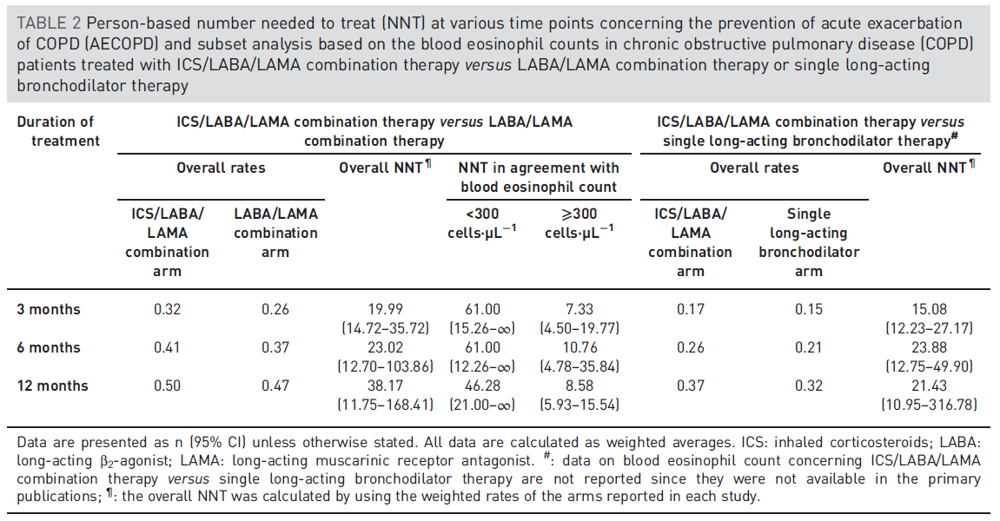 TABLE 2 Person-based number needed to treat (NNT) at various time points concerning the prevention of acute exacerbation
of COPD (AECOPD) and subset analysis based on the blood eosinophil counts in chronic obstructive pulmonary disease (COPD)
patients treated with ICS/LABA/LAMA combination therapy versus LABA/LAMA combination therapy or single long-acting
bronchodilator therapy
Duration of treatment
ICS/LABA/LAMA combination therapy versus LABA/LAMA
combination therapy
ICS/LABA/LAMA combination therapy versus
single long-acting bronchodilator therapy#
Overall rates
Overall NNT¶
NNT in agreement with
blood eosinophil count
Overall rates
Overall NNT¶
ICS/LABA/
LAMA
combination
arm
LABA/LAMA
combination
arm
<300
cells·µL−1
⩾300
cells·µL−1
ICS/LABA/
LAMA
combination
arm
Single
long-acting
bronchodilator
arm
3 months 0.32 0.26 19.99 61.00 7.33 0.17 0.15 15.08
(14.72–35.72) (15.26–∞) (4.50–19.77) (12.23–27.17)
6 months 0.41 0.37 23.02 61.00 10.76 0.26 0.21 23.88
(12.70–103.86) (12.26–∞) (4.78–35.84) (12.75–49.90)
12 months 0.50 0.47 38.17 46.28 8.58 0.37 0.32 21.43
(11.75–168.41) (21.00–∞) (5.93–15.54) (10.95–316.78)
Data are presented as n (95% CI) unless otherwise stated. All data are calculated as weighted averages. ICS: inhaled corticosteroids; LABA:
long-acting β2-agonist; LAMA: long-acting muscarinic receptor antagonist. #: data on blood eosinophil count concerning ICS/LABA/LAMA
combination therapy versus single long-acting bronchodilator therapy are not reported since they were not available in the primary
publications; ¶: the overall NNT was calculated by using the weighted rates of the arms reported in each study.